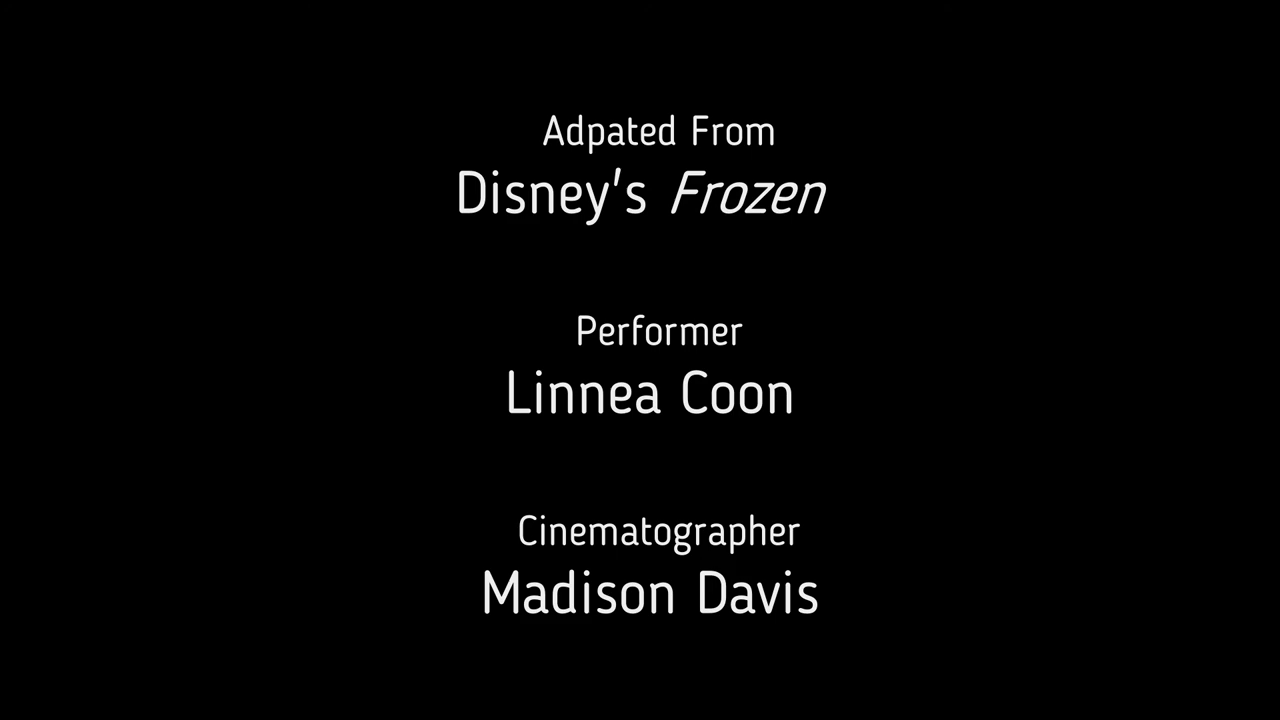 Adpated From
Disney's Frozen
Performer
Linnea Coon
Cinematographer
Madison Davis